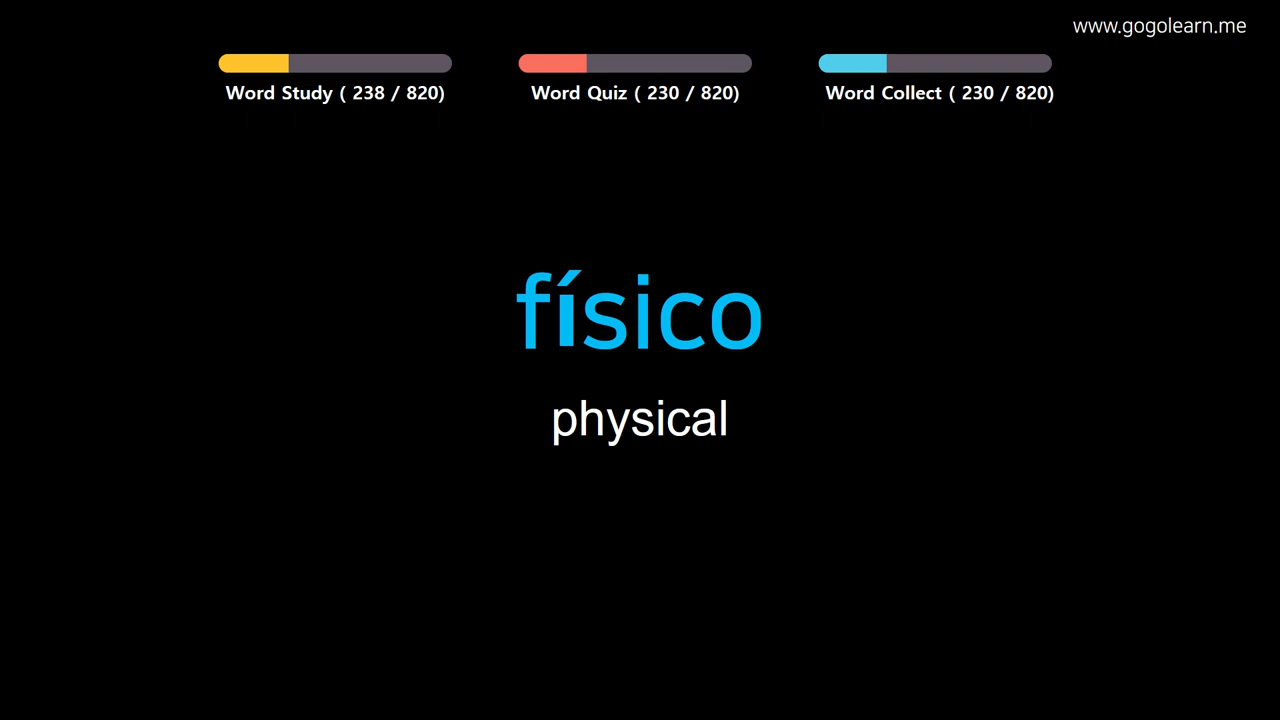 www.gogolearn.me
Word Study ( 238 / 820)
Word Quiz ( 230 / 820)
Word Collect ( 230 / 820)
físico
physical